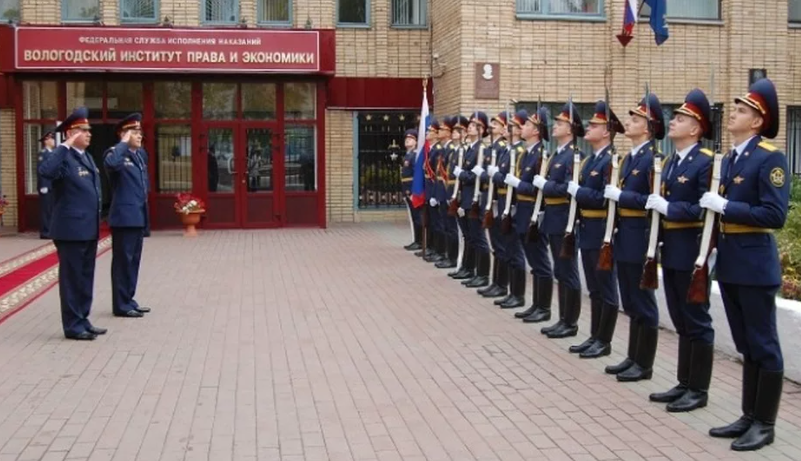 ФЕДЕРАЛЬНАЯ СЛУЖБА ИСПОЛНЕНИЯ НАКАЗАНИЙ
ВОЛОГОДСКИЙ ИНСТИТУТ ПРАВА И ЭКОНОМИКИ